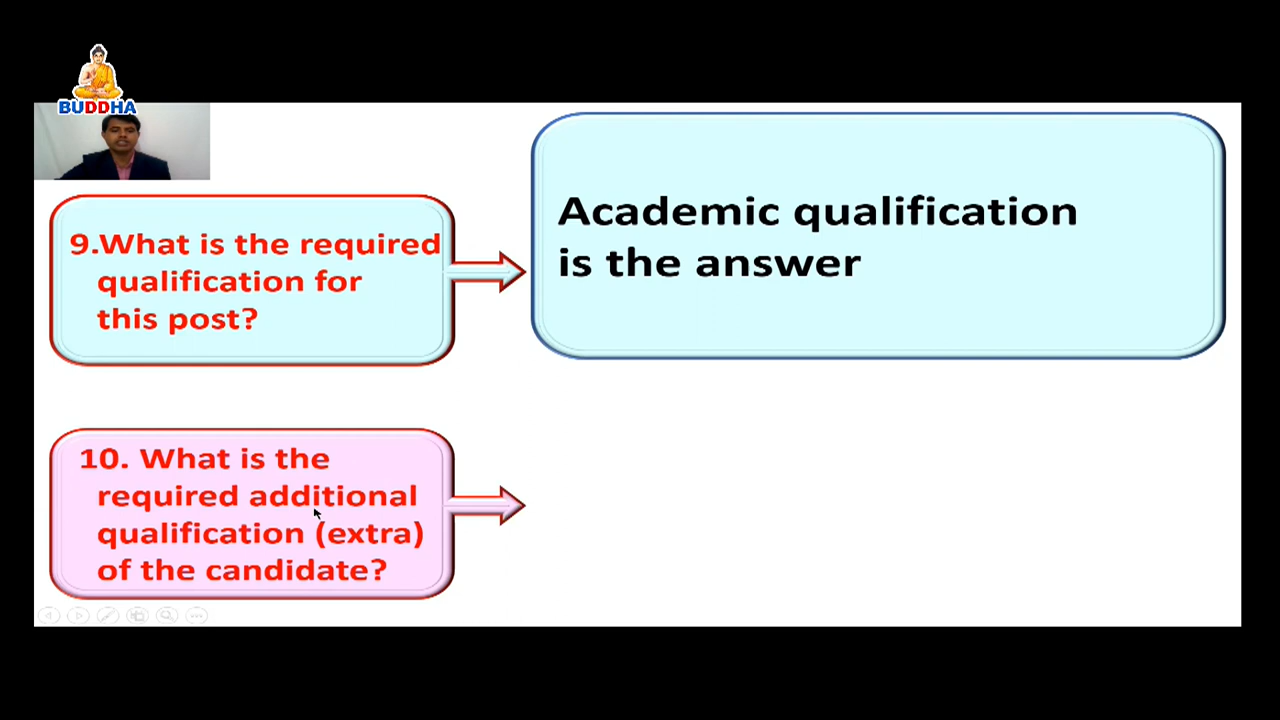 BUDDHA
9.What is the required
qualification for
this post?
Academic qualification
is the answer
10. What is the
required additional
qualification (extra)
of the candidate?